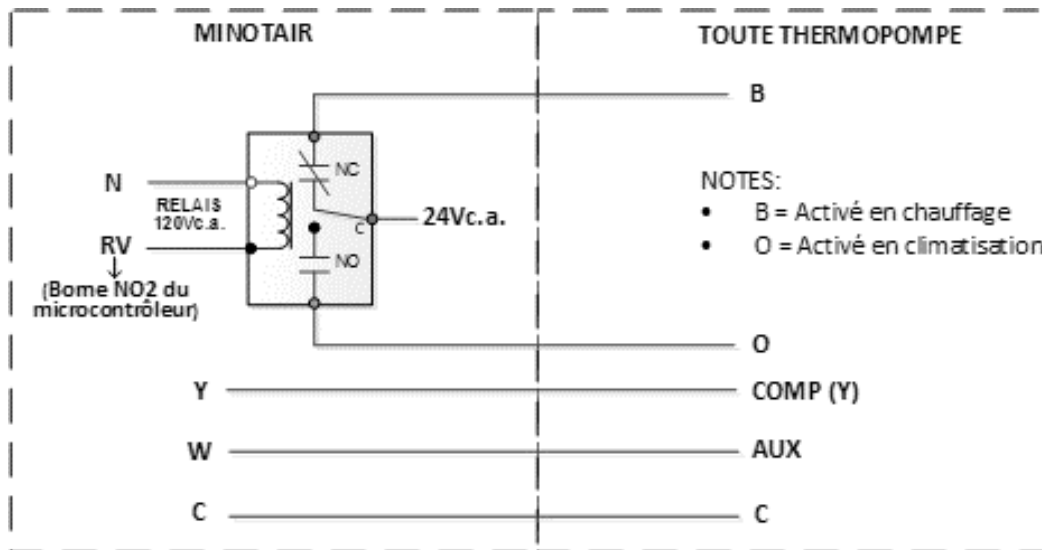 MINOTAIR
TOUTE THERMOPOMPE
B
NC
N
RELAIS
120Vc.a.
24Vc.a.
C
RV
NO
(Borne NO2 du
microcontrôleur)
NOTES:
• B = Activé en chauffage
• O = Activé en climatisation
O
Y
COMP (Y)
W
AUX
C
C